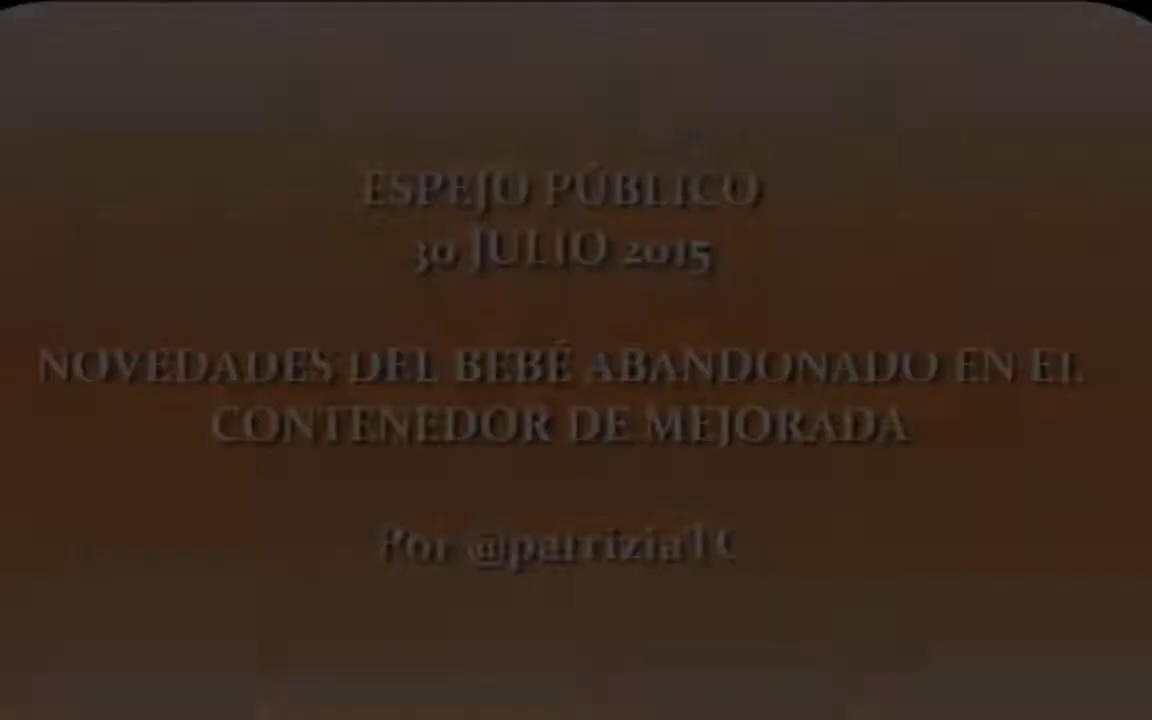 ESPEJO PÚBLICO
30 JULIO 2015
NOVEDADES DEL BEBÉ ABANDONADO EN EL
CONTENEDOR DE MEJORADA
Por